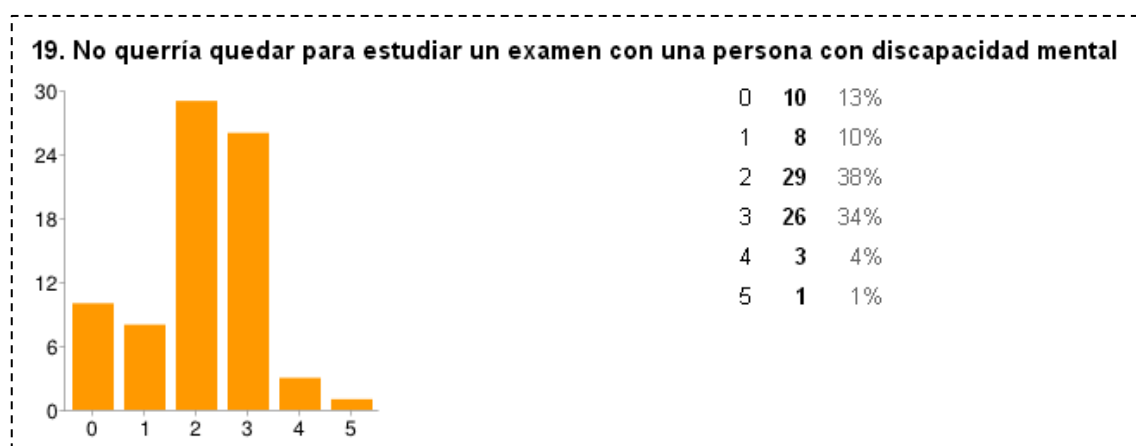 19. No querría quedar para estudiar un examen con una persona con discapacidad mental
30
24
18
12
6
0
0 1 2 3 4 5
0 10 13%
1 8 10%
2 29 38%
3 26 34%
4 3 4%
5 1 1%